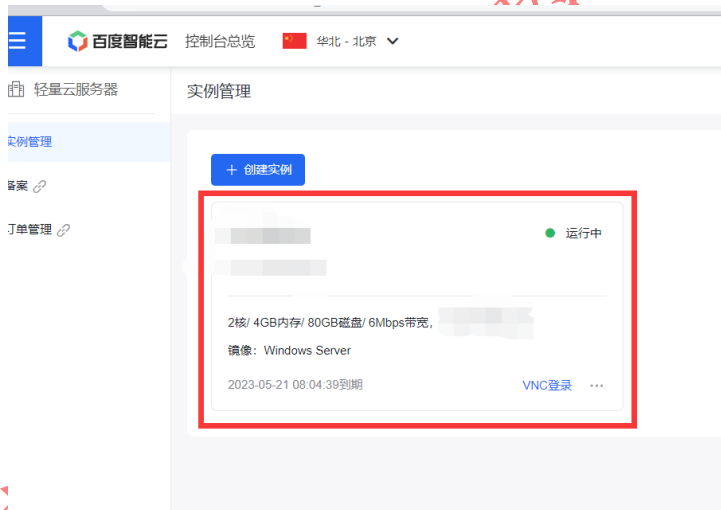 百度智能云 控制台总览 华北 - 北京
轻量云服务器 实例管理
实例管理
+ 创建实例
备案
订单管理
运行中
2核/ 4GB内存/ 80GB磁盘/ 6Mbps带宽,
镜像：Windows Server
2023-05-21 08:04:39到期 VNC登录 ...